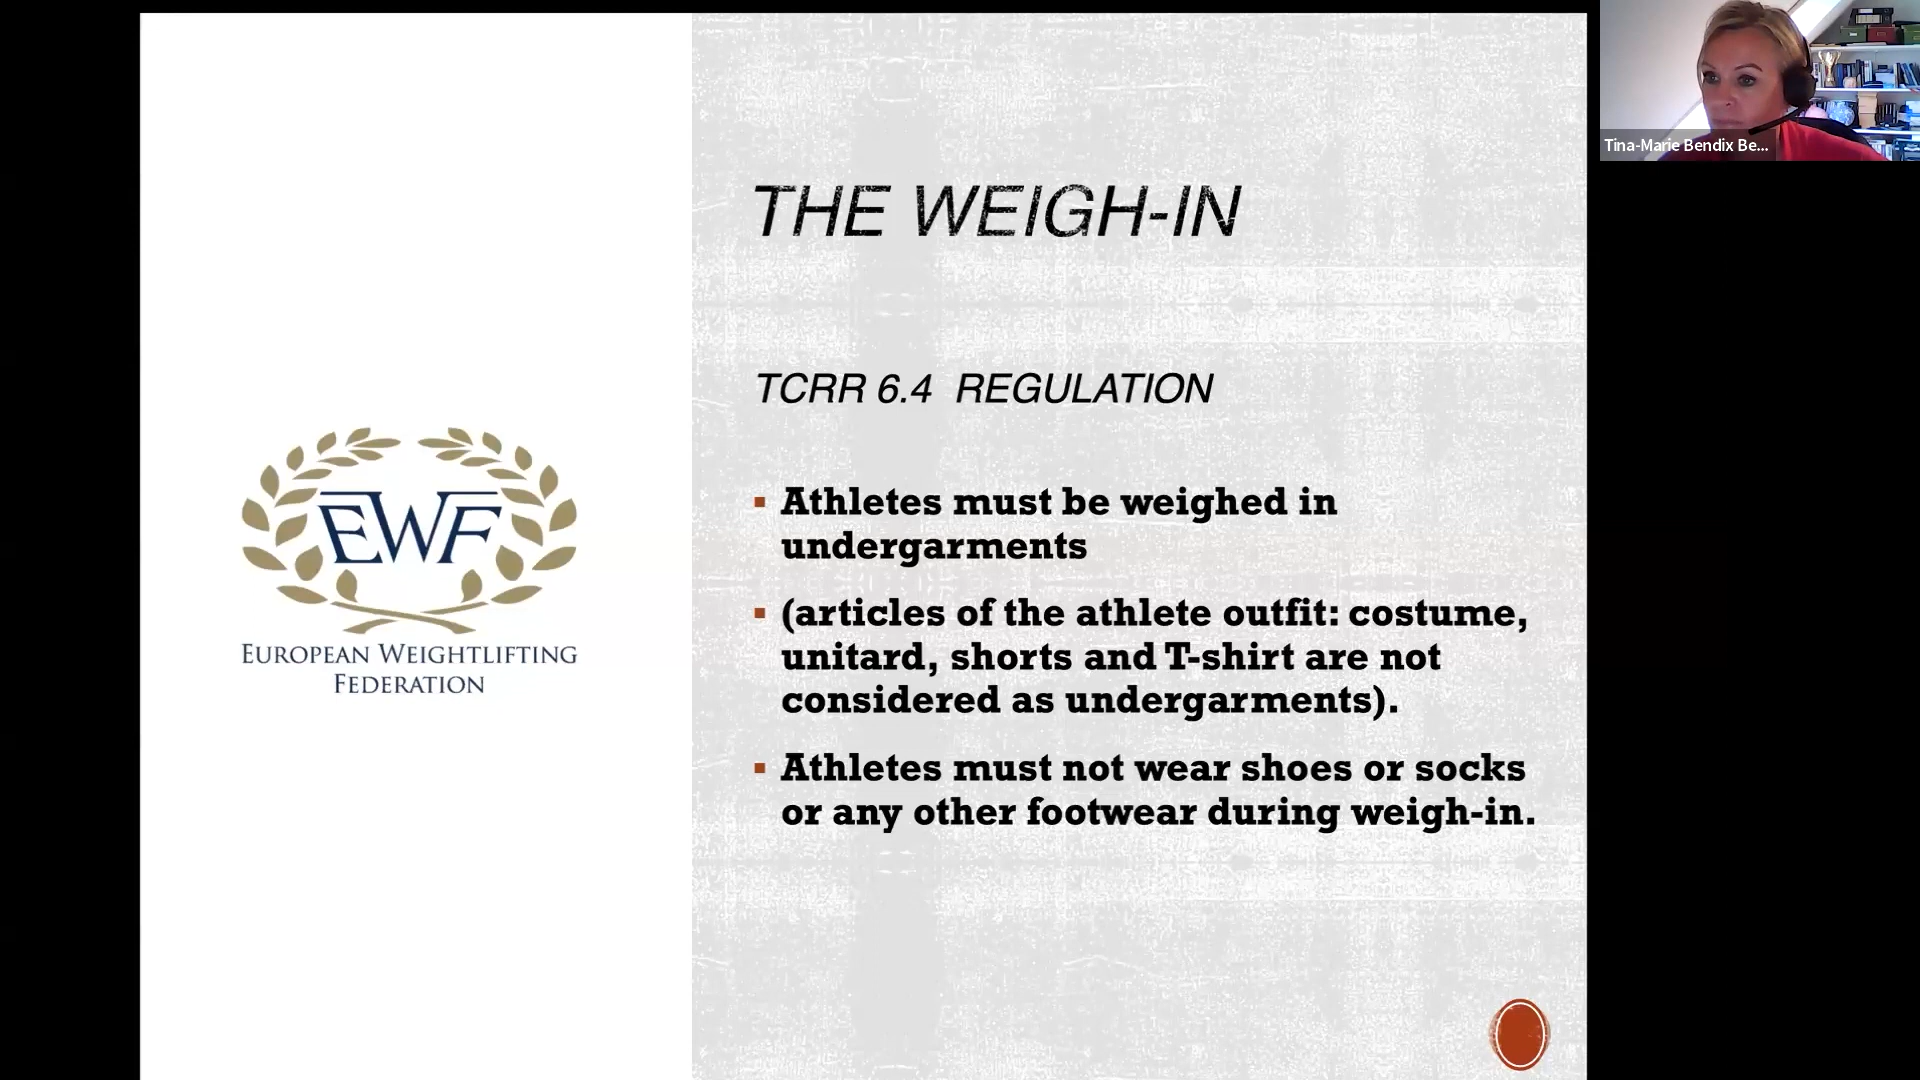 THE WEIGH-IN
TCRR 6.4 REGULATION
Athletes must be weighed in
undergarments
(articles of the athlete outfit: costume,
unitard, shorts and T-shirt are not
considered as undergarments).
Athletes must not wear shoes or socks
or any other footwear during weigh-in.
EWF
EUROPEAN WEIGHTLIFTING
FEDERATION
Tina-Marie Bendix Be...